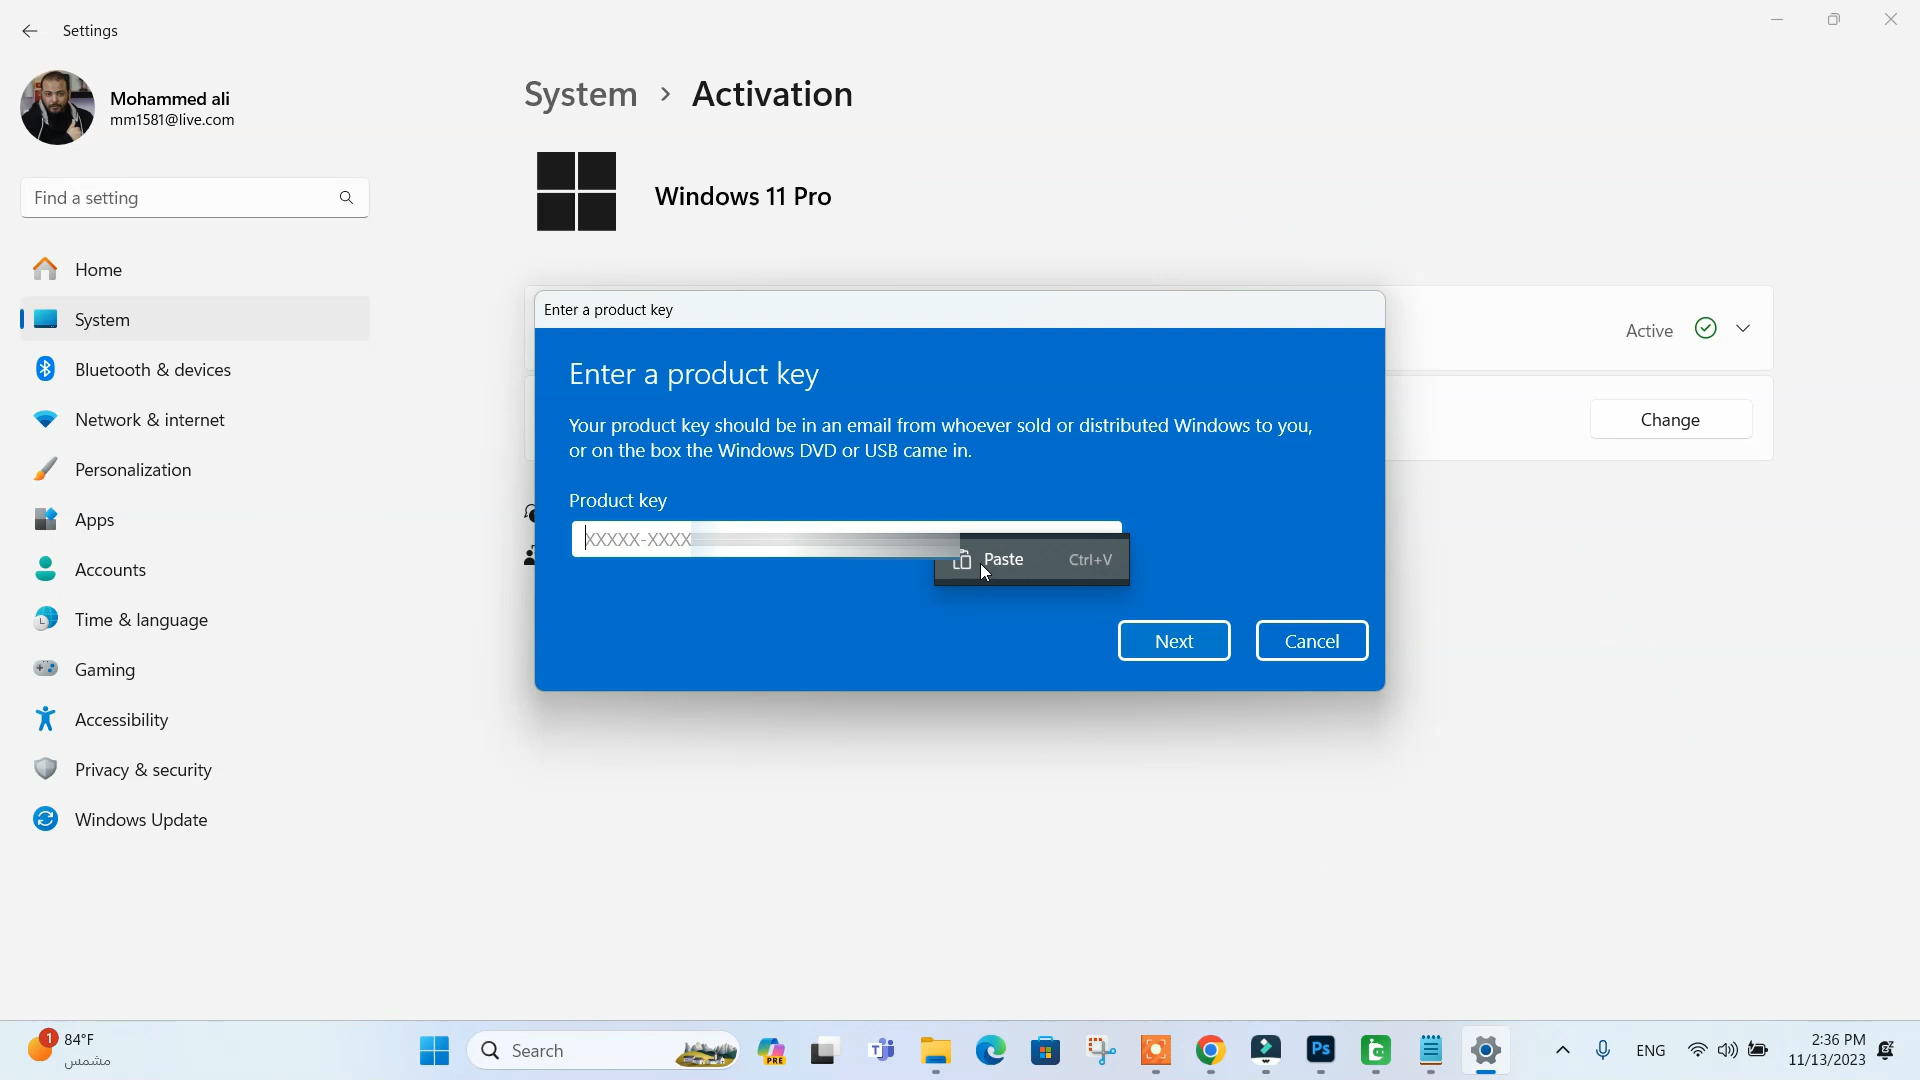 Settings
Mohammed ali
mm1581@live.com
Find a setting
Home
System
Bluetooth & devices
Network & internet
Personalization
Apps
Accounts
Time & language
Gaming
Accessibility
Privacy & security
Windows Update
System > Activation
Windows 11 Pro
Active
Change
Enter a product key
Enter a product key
Your product key should be in an email from whoever sold or distributed Windows to you,
or on the box the Windows DVD or USB came in.
Product key
XXXXX-XXXX
Paste Ctrl+V
Next Cancel
1
84°F
مشمس
Search
PRE
Ps
ENG
2:36 PM
11/13/2023